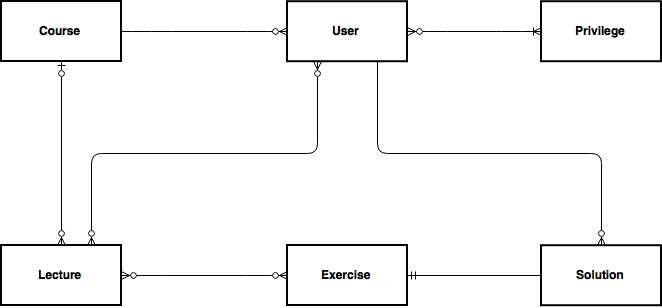 Course
User
Privilege
Lecture
Exercise
Solution